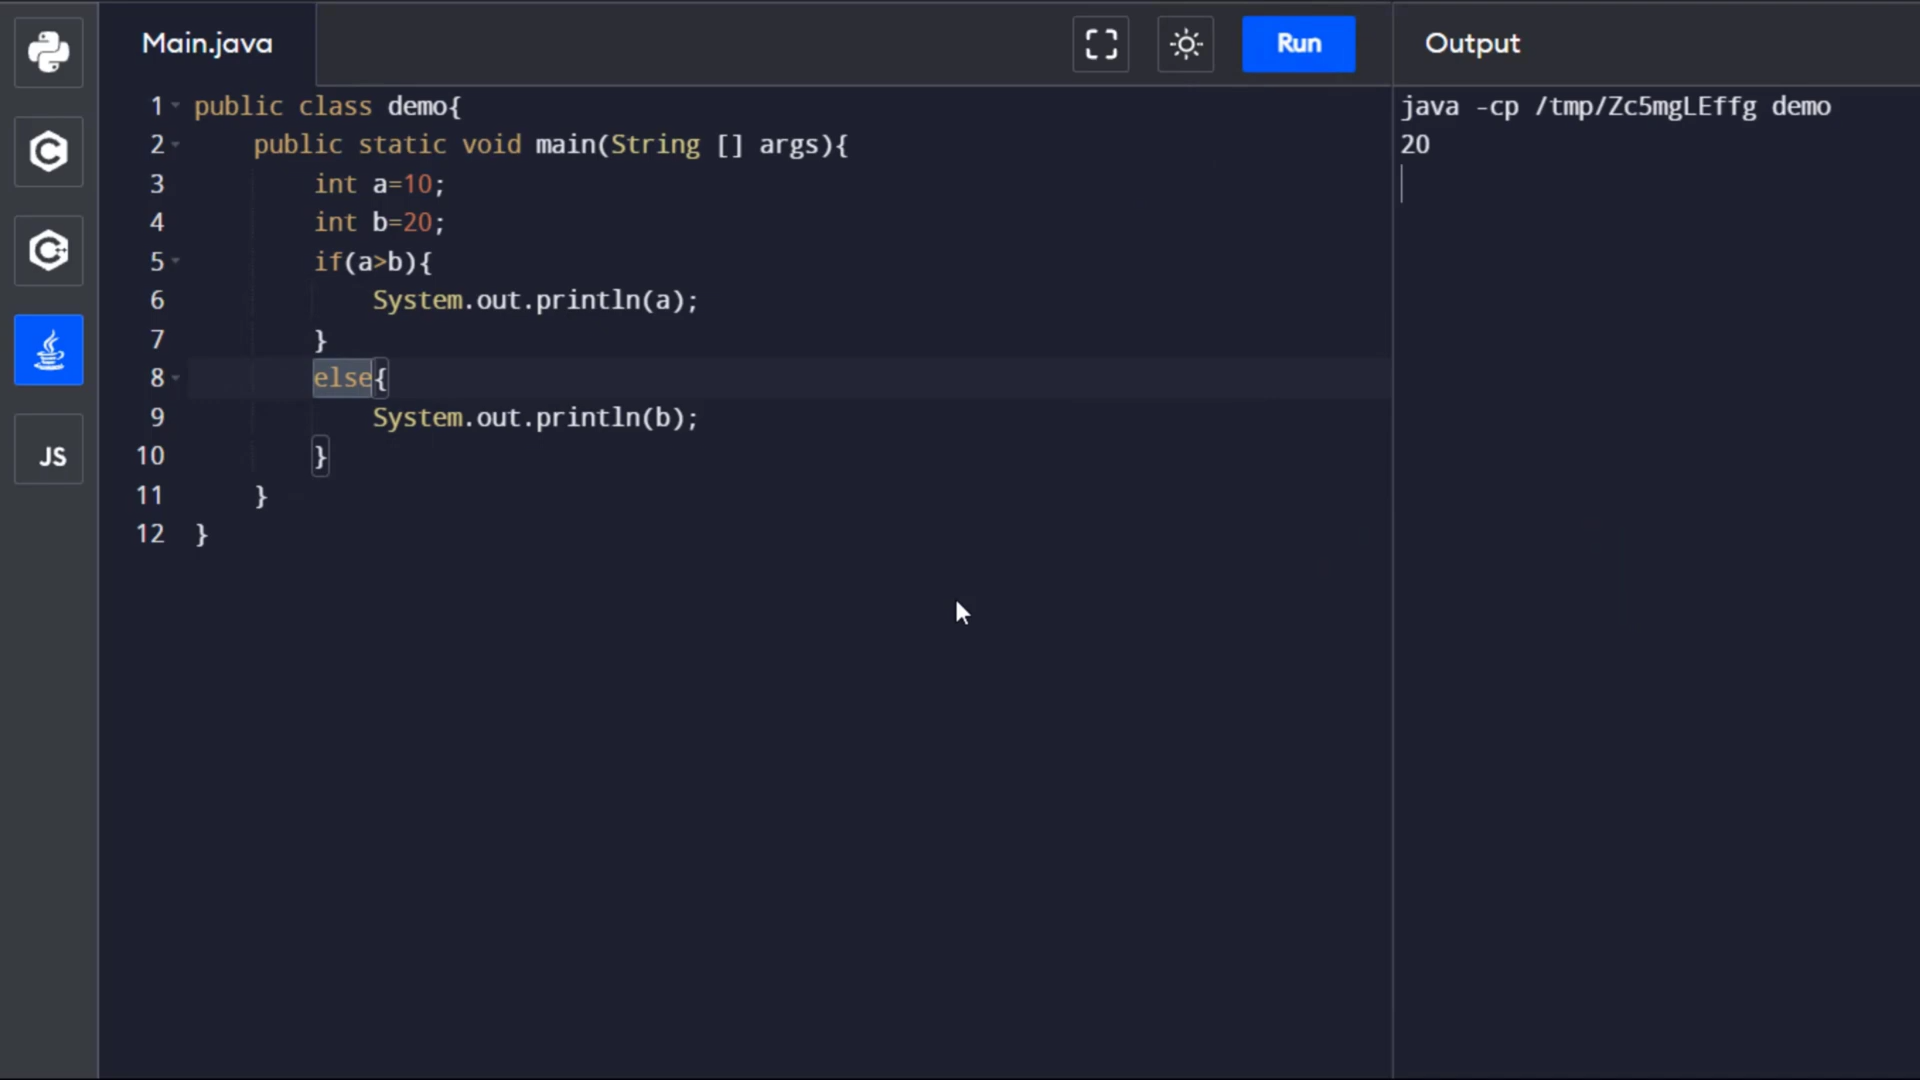 Main.java
Run
Output
1 public class demo{
2 public static void main(String [] args){
3 int a=10;
4 int b=20;
5 if(a>b){
6 System.out.println(a);
7 }
8 else{
9 System.out.println(b);
10 }
11 }
12 }
java -cp /tmp/Zc5mgLEffg demo
20
C
C++
JS